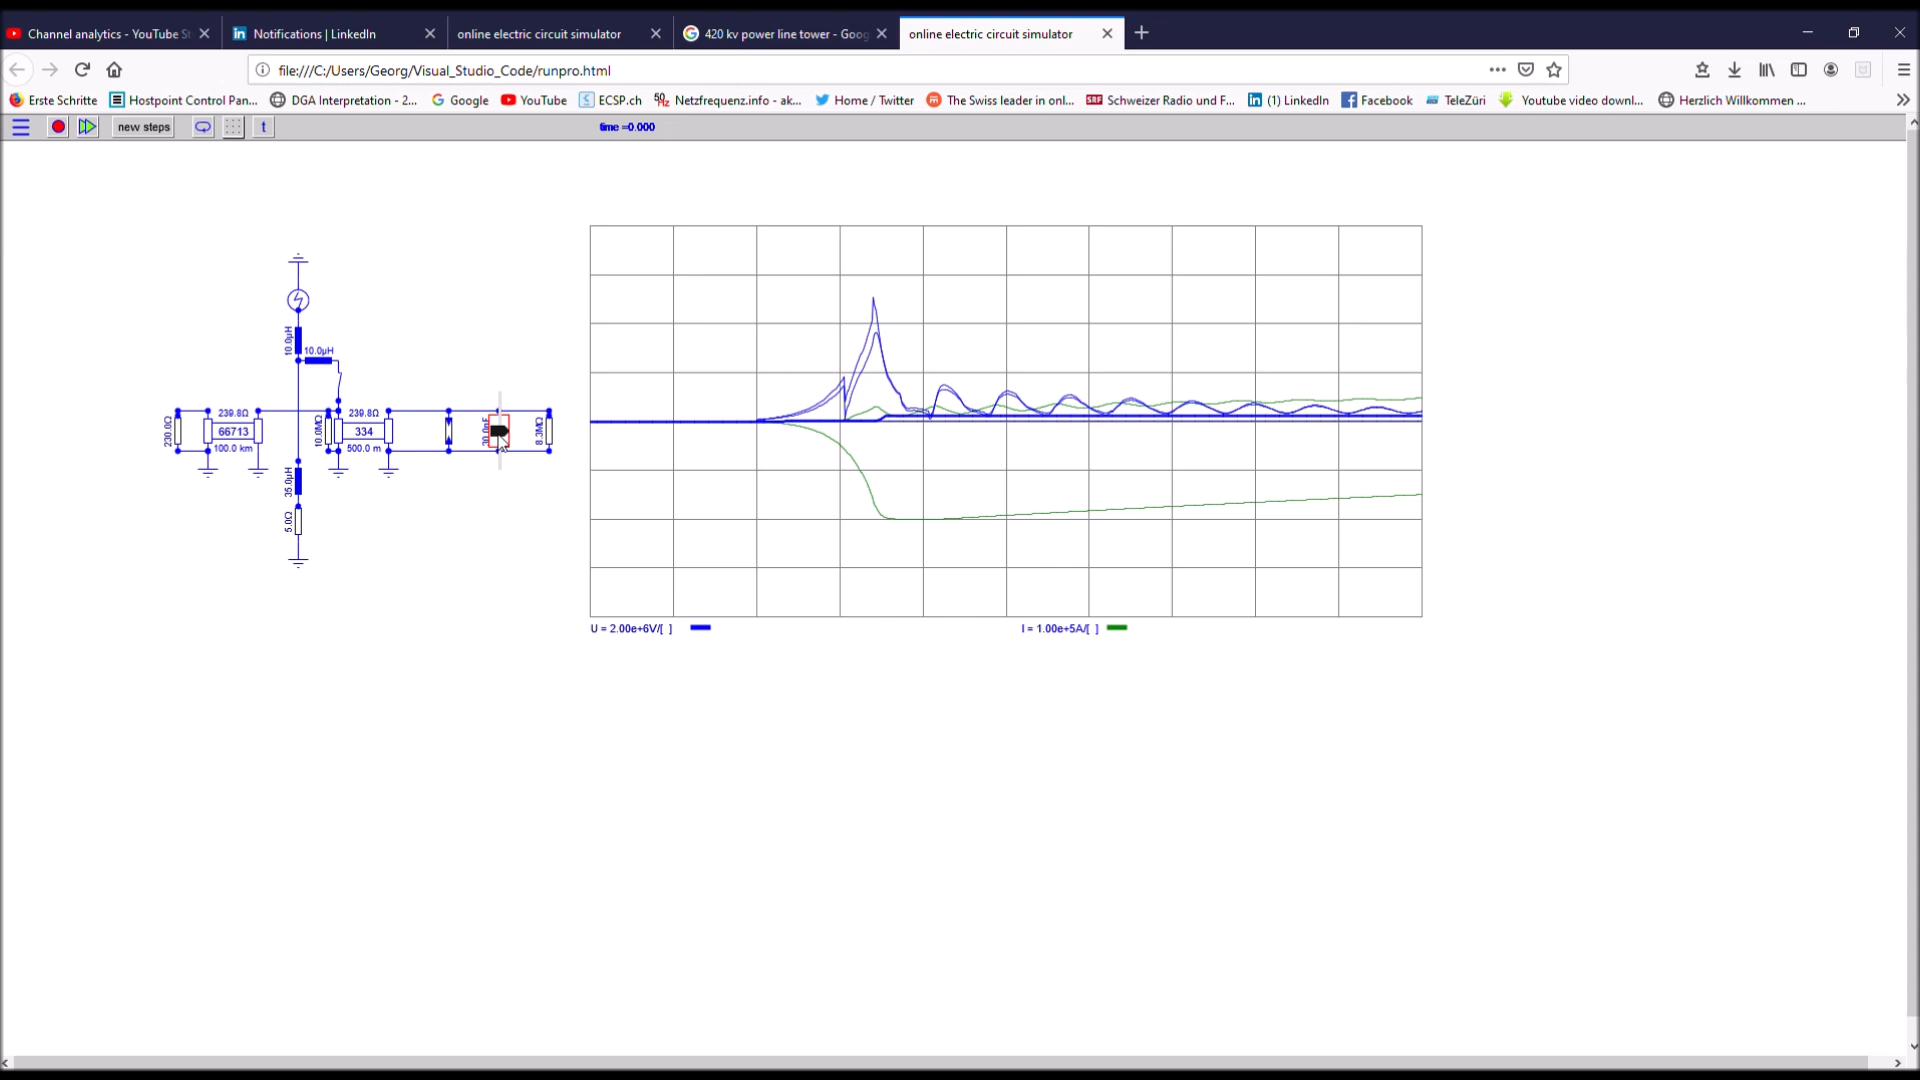 Channel analytics - YouTube St
Notifications | LinkedIn
online electric circuit simulator
420 kv power line tower - Goog
online electric circuit simulator
file:///C:/Users/Georg/Visual_Studio_Code/runpro.html
Erste Schritte
Hostpoint Control Pan...
DGA Interpretation - 2...
Google
YouTube
ECSP.ch
Netzfrequenz.info - ak...
Home / Twitter
The Swiss leader in onl...
SRF Schweizer Radio und F...
(1) LinkedIn
Facebook
TeleZüri
Youtube video downl...
Herzlich Willkommen ...
new steps
t
time =0.000
10.0µH
10.0µH
230.0Ω
239.8Ω
66713
100.0 km
10.0MΩ
239.8Ω
334
500.0 m
8.3MΩ
35.0µH
5.0Ω
U = 2.00e+6V/[ ]
I = 1.00e+5A/[ ]